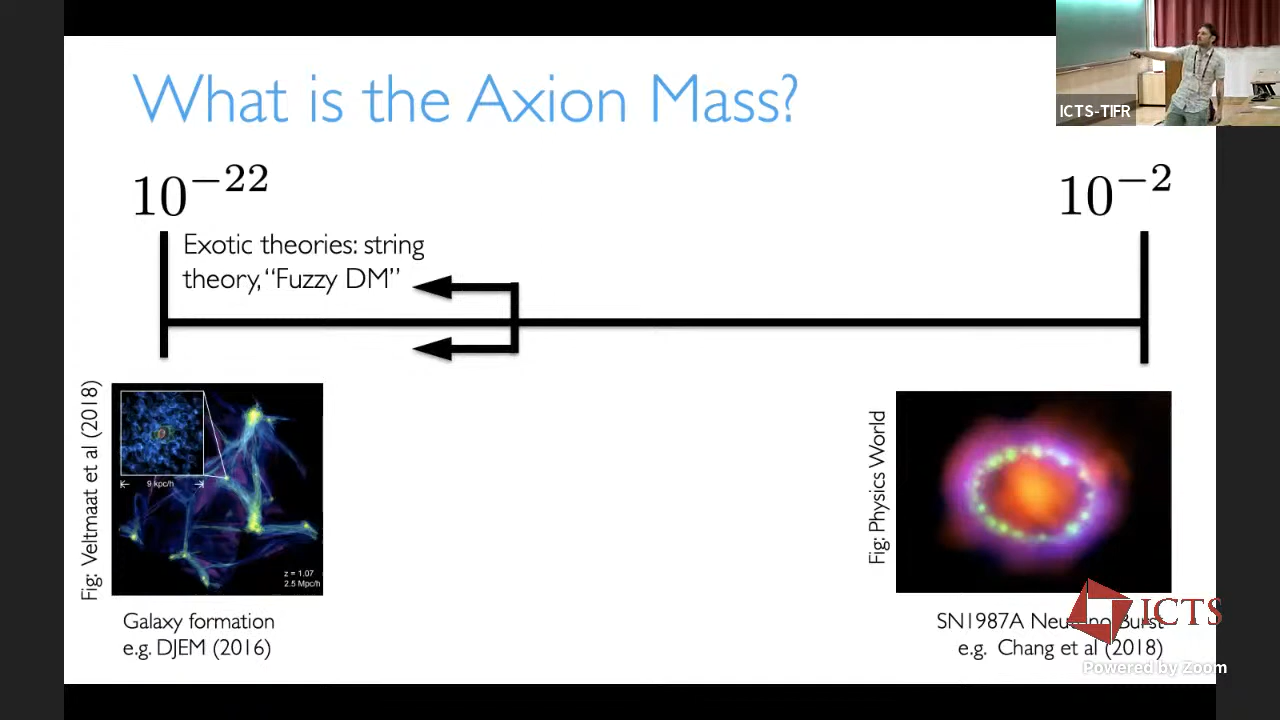 What is the Axion Mass?
ICTS-TIFR
10^{-22}
10^{-2}
Exotic theories: string
theory, "Fuzzy DM"
Fig: Veltmaat et al (2018)
9 kpc/h
z = 1.07
2.5 Mpc/h
Fig: Physics World
Galaxy formation
e.g. DJEM (2016)
SN1987A Neutrino Burst
e.g. Chang et al (2018)
ICTS
Powered by Zoom